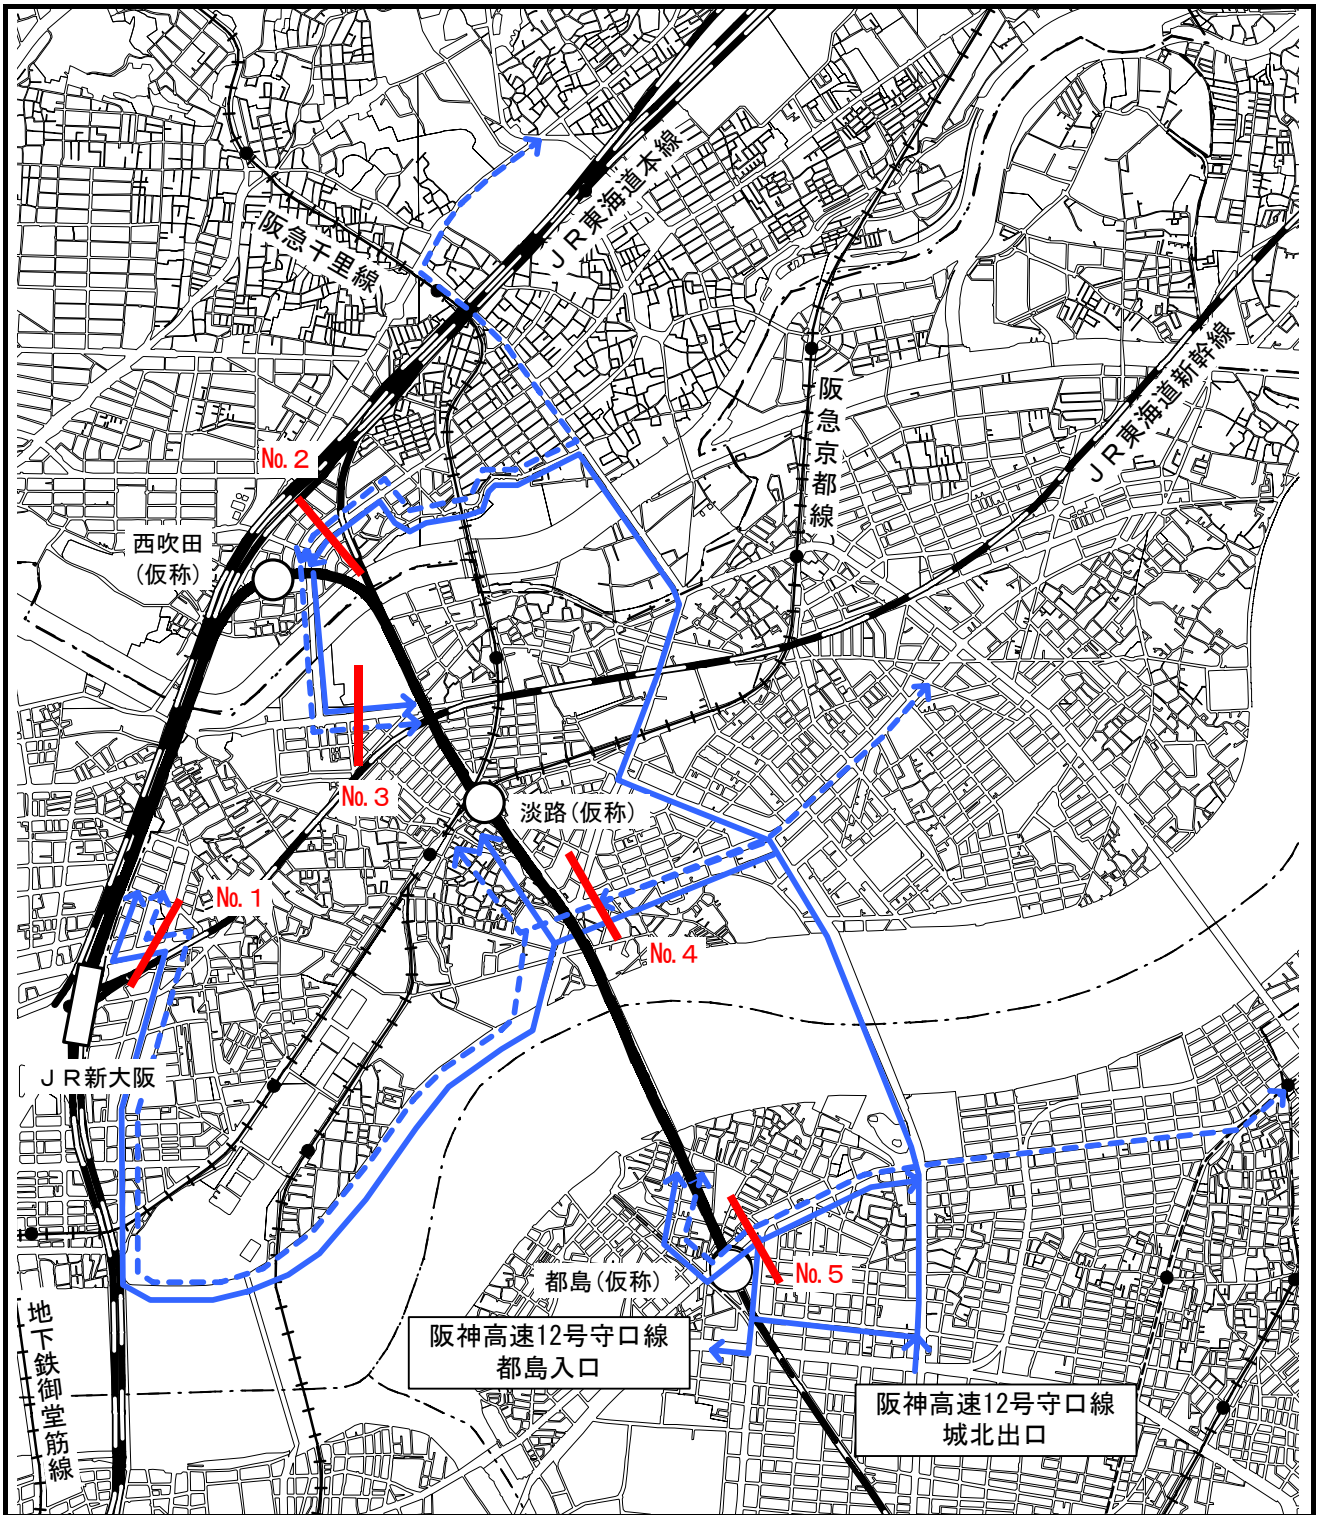 JR東海道本線
阪急千里線
JR東海道新幹線
阪急京都線
No.2
西吹田
(仮称)
No.3
淡路(仮称)
No.1
No.4
JR新大阪
都島(仮称)
No.5
地下鉄御堂筋線
阪神高速12号守口線
都島入口
阪神高速12号守口線
城北出口